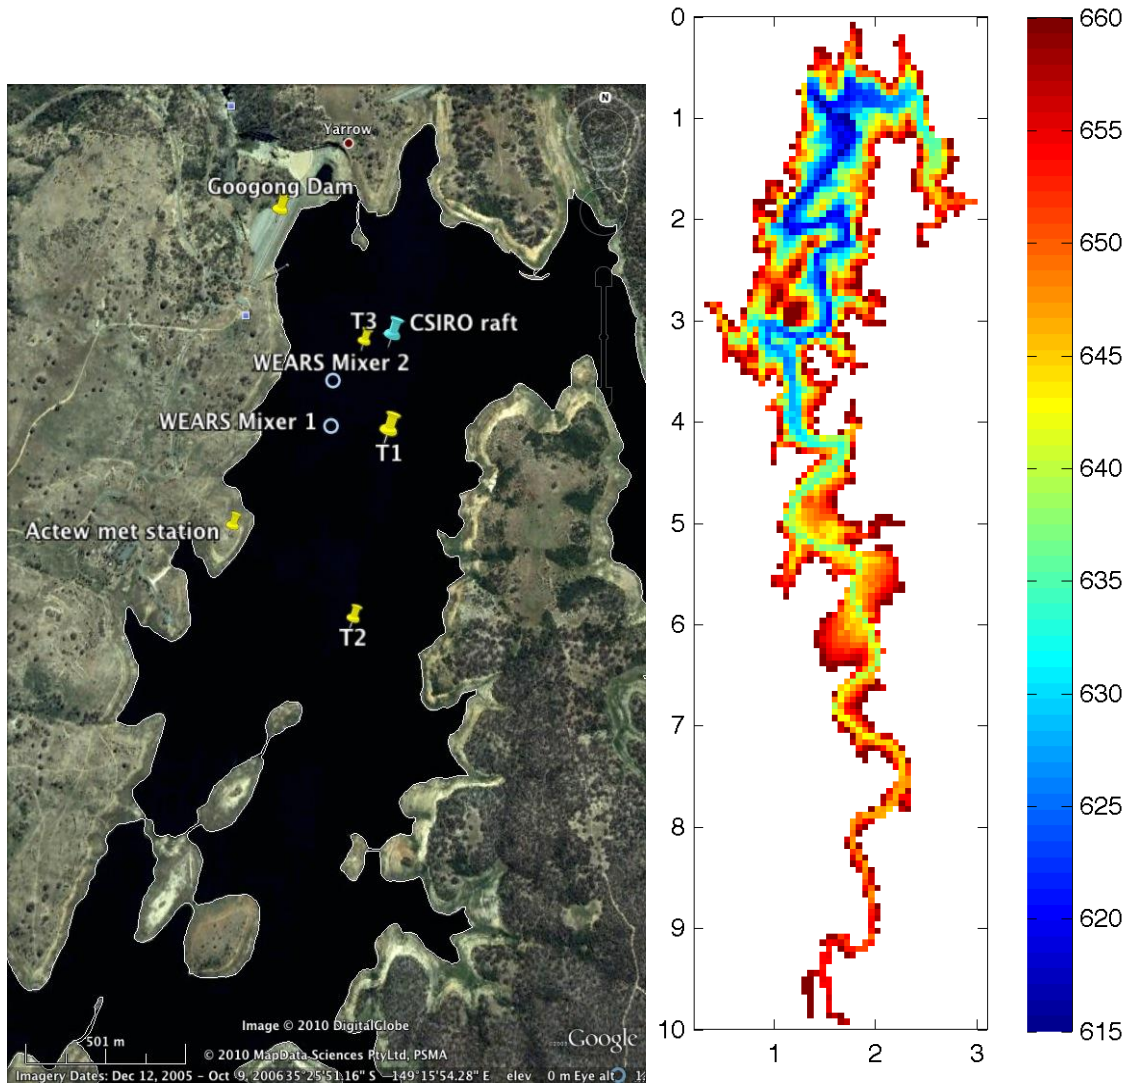 N
Yarrow
Googong Dam
T3
CSIRO raft
WEARS Mixer 2
WEARS Mixer 1
T1
Actew met station
T2
501 m
Image © 2010 DigitalGlobe
© 2010 MapData Sciences PtyLtd, PSMA
Google
Imagery Dates: Dec 12, 2005 - Oct 9, 2006 35°25'51.16" S 149°15'54.28" E elev 0 m Eye alt
0
1
2
3
4
5
6
7
8
9
10
1 2 3
660
655
650
645
640
635
630
625
620
615